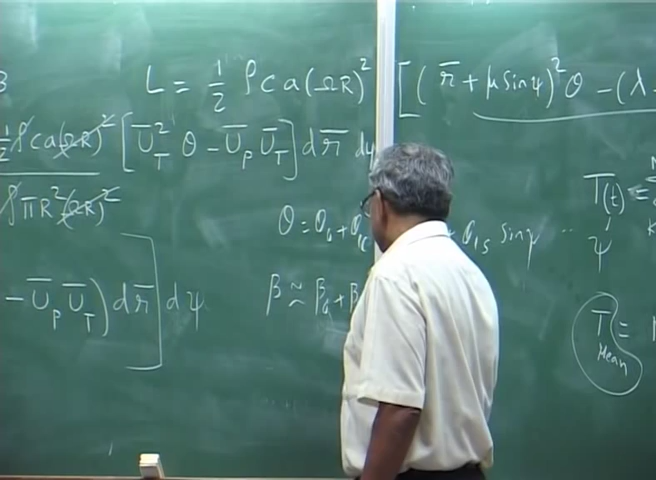 3
L = 1/2 ρ c a (ΩR)² [ ( r̄ + μ sin ψ )² θ - ( λ -
1/2 ρ c a (ΩR)² [ Ū_T² θ - Ū_P Ū_T ] d r̄ dψ
ρ π R² (ΩR)²
T(t) =
ψ
θ = θ₀ + θ₁c + θ₁s sin ψ ..
- Ū_P Ū_T ) d r̄ ] dψ
β ≈ β₀ + β
T Mean =